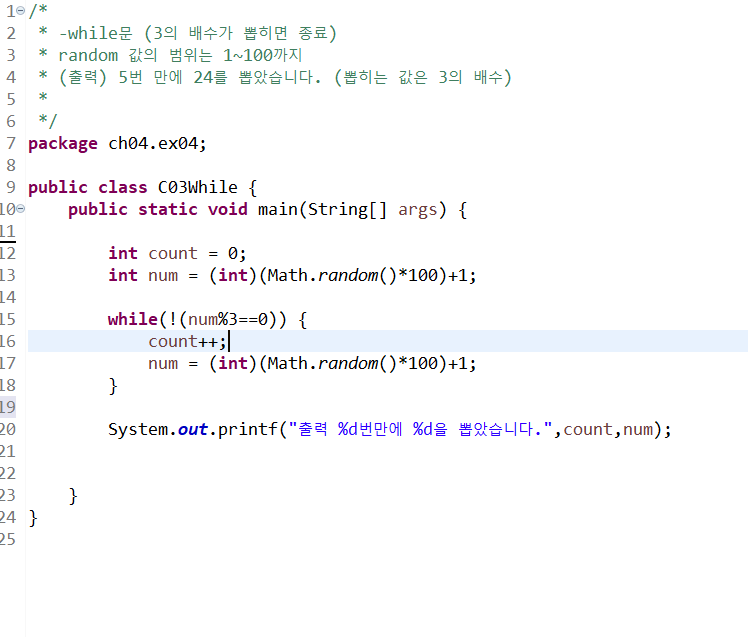 1 /*
2  * -while문 (3의 배수가 뽑히면 종료)
3  * random 값의 범위는 1~100까지
4  * (출력) 5번 만에 24를 뽑았습니다. (뽑히는 값은 3의 배수)
5  *
6  */
7 package ch04.ex04;
8
9 public class C03While {
10     public static void main(String[] args) {
11
12         int count = 0;
13         int num = (int)(Math.random()*100)+1;
14
15         while(!(num%3==0)) {
16             count++;
17             num = (int)(Math.random()*100)+1;
18         }
19
20         System.out.printf("출력 %d번만에 %d을 뽑았습니다.",count,num);
21
22
23     }
24 }
25